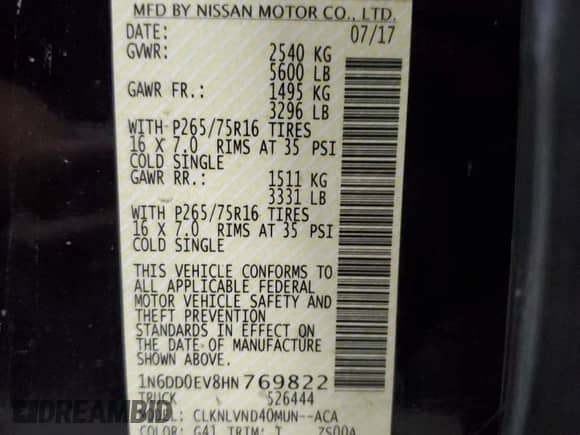 MFD BY NISSAN MOTOR CO., LTD.
DATE: 07/17
GVWR: 2540 KG
5600 LB
GAWR FR.: 1495 KG
3296 LB
WITH P265/75R16 TIRES
16 X 7.0 RIMS AT 35 PSI
COLD SINGLE
GAWR RR.: 1511 KG
3331 LB
WITH P265/75R16 TIRES
16 X 7.0 RIMS AT 35 PSI
COLD SINGLE
THIS VEHICLE CONFORMS TO
ALL APPLICABLE FEDERAL
MOTOR VEHICLE SAFETY AND
THEFT PREVENTION
STANDARDS IN EFFECT ON
THE DATE OF MANUFACTURE
SHOWN ABOVE.
1N6DD0EV8HN769822
TRUCK 526444
MODEL: CLKNLVND40MUN--ACA
COLOR: G41 TRIM: T ZS00A
DREAMBID